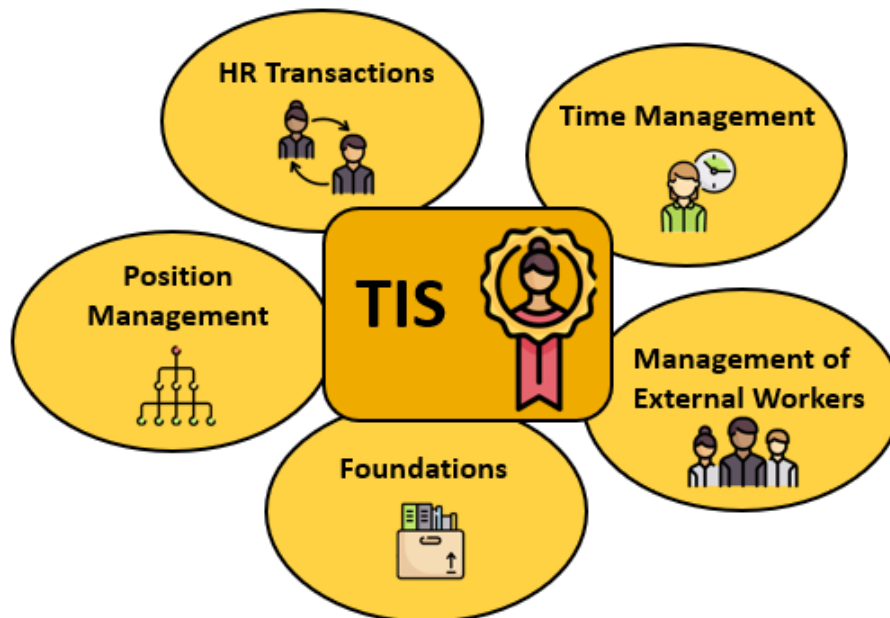 HR Transactions
Time Management
Position
Management
TIS
Management of
External Workers
Foundations